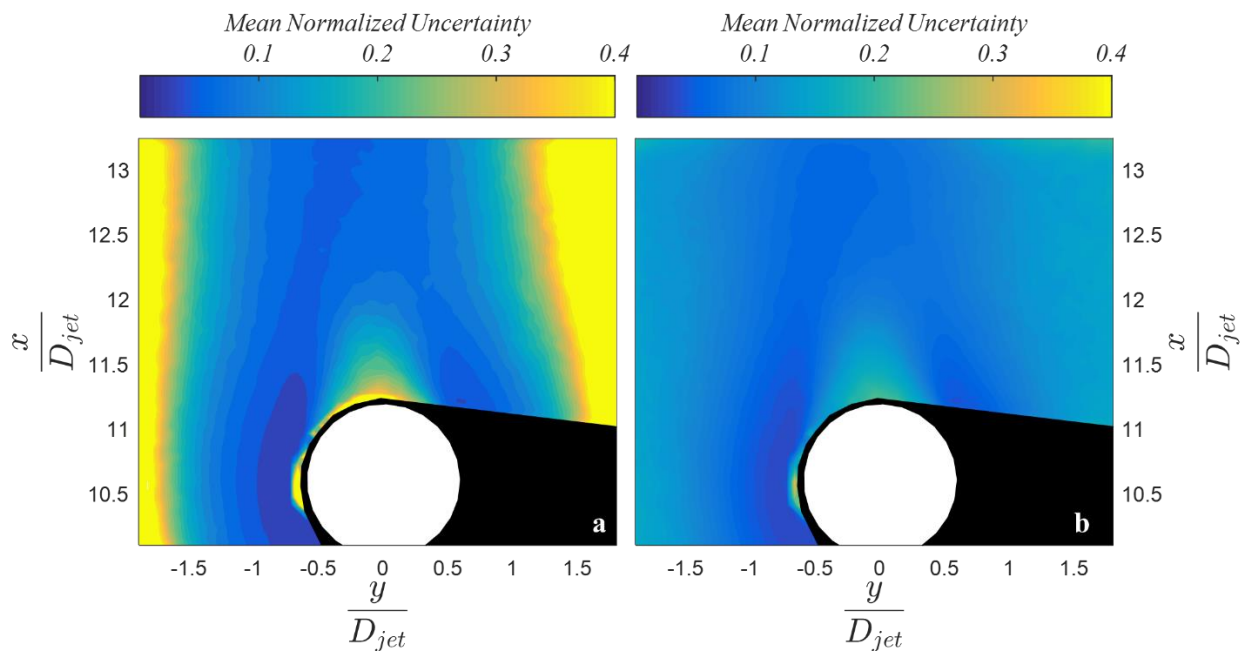 Mean Normalized Uncertainty
0.1 0.2 0.3 0.4
Mean Normalized Uncertainty
0.1 0.2 0.3 0.4
13
12.5
12
11.5
11
10.5
x
D_jet
-1.5 -1 -0.5 0 0.5 1 1.5
y
D_jet
a
13
12.5
12
11.5
11
10.5
x
D_jet
-1.5 -1 -0.5 0 0.5 1 1.5
y
D_jet
b